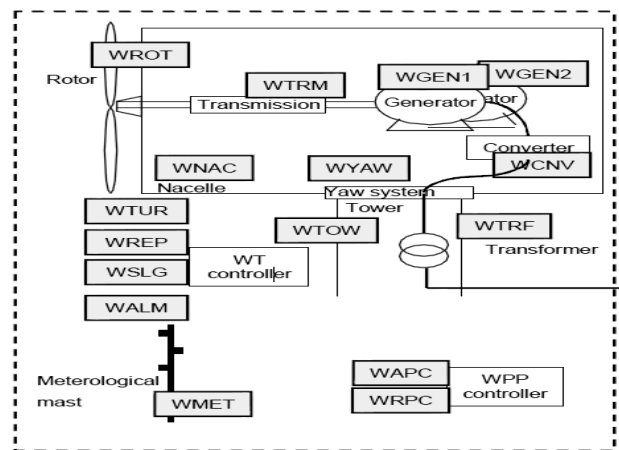 WROT
Rotor
WTRM
WGEN1
WGEN2
Transmission
Generator
ator
Converter
WCNV
WNAC
WYAW
Nacelle
Yaw system
Tower
WTUR
WTOW
WTRF
Transformer
WREP
WSLG
WT
controller
WALM
Meterological
mast
WMET
WAPC
WRPC
WPP
controller